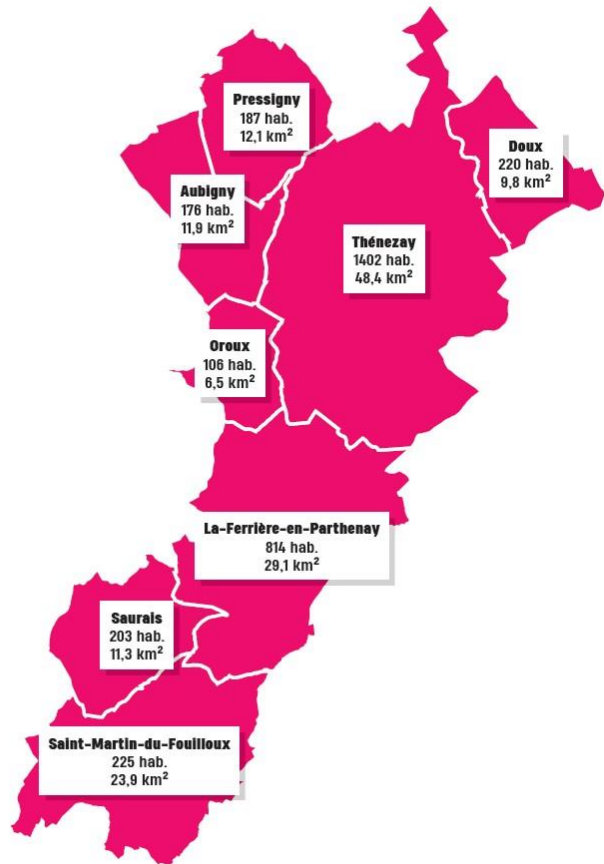 Pressigny
187 hab.
12,1 km²
Doux
220 hab.
9,8 km²
Aubigny
176 hab.
11,9 km²
Thénezay
1402 hab.
48,4 km²
Oroux
106 hab.
6,5 km²
La-Ferrière-en-Parthenay
814 hab.
29,1 km²
Saurais
203 hab.
11,3 km²
Saint-Martin-du-Fouilloux
225 hab.
23,9 km²